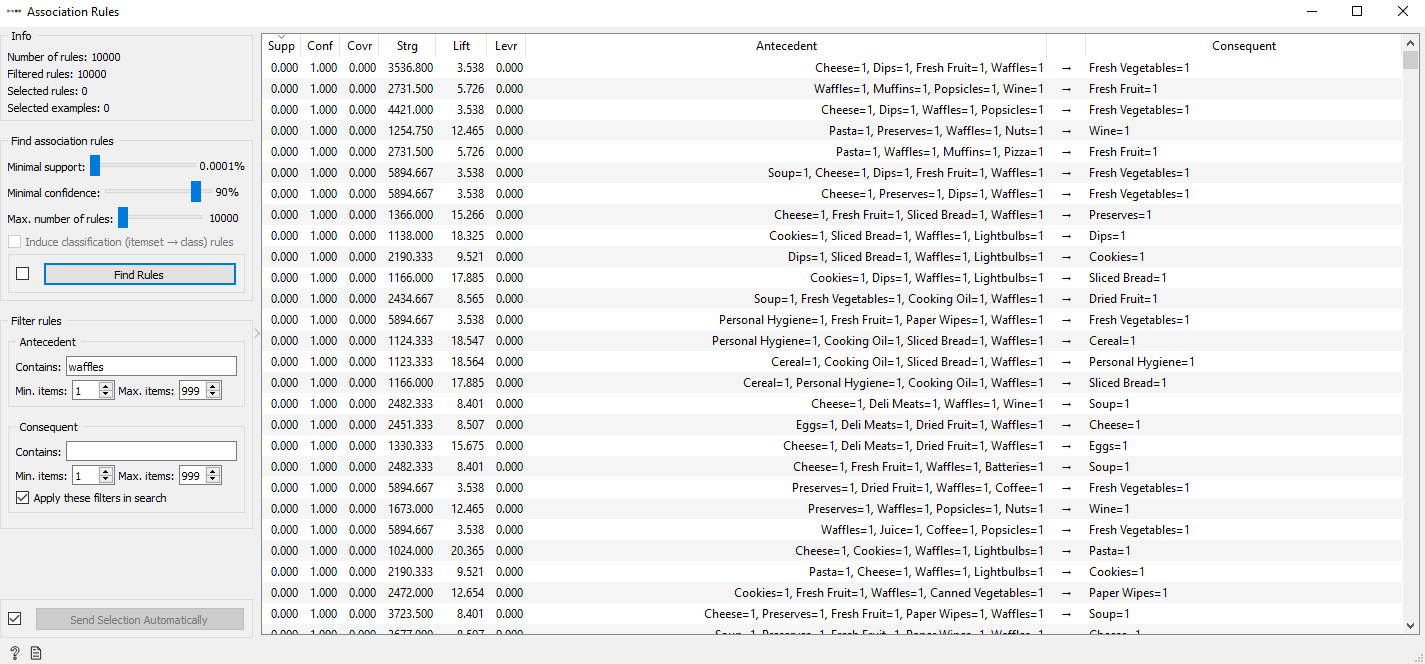 Association Rules
Info
Number of rules: 10000
Filtered rules: 10000
Selected rules: 0
Selected examples: 0
Find association rules
Minimal support: 0.0001%
Minimal confidence: 90%
Max. number of rules: 10000
Induce classification (itemset → class) rules
Find Rules
Filter rules
Antecedent
Contains: waffles
Min. items: 1 Max. items: 999
Consequent
Contains:
Min. items: 1 Max. items: 999
Apply these filters in search
Send Selection Automatically
Supp Conf Covr Strg Lift Levr Antecedent Consequent
0.000 1.000 0.000 3536.800 3.538 0.000 Cheese=1, Dips=1, Fresh Fruit=1, Waffles=1 → Fresh Vegetables=1
0.000 1.000 0.000 2731.500 5.726 0.000 Waffles=1, Muffins=1, Popsicles=1, Wine=1 → Fresh Fruit=1
0.000 1.000 0.000 4421.000 3.538 0.000 Cheese=1, Dips=1, Waffles=1, Popsicles=1 → Fresh Vegetables=1
0.000 1.000 0.000 1254.750 12.465 0.000 Pasta=1, Preserves=1, Waffles=1, Nuts=1 → Wine=1
0.000 1.000 0.000 2731.500 5.726 0.000 Pasta=1, Waffles=1, Muffins=1, Pizza=1 → Fresh Fruit=1
0.000 1.000 0.000 5894.667 3.538 0.000 Soup=1, Cheese=1, Dips=1, Fresh Fruit=1, Waffles=1 → Fresh Vegetables=1
0.000 1.000 0.000 5894.667 3.538 0.000 Cheese=1, Preserves=1, Dips=1, Waffles=1 → Fresh Vegetables=1
0.000 1.000 0.000 1366.000 15.266 0.000 Cheese=1, Fresh Fruit=1, Sliced Bread=1, Waffles=1 → Preserves=1
0.000 1.000 0.000 1138.000 18.325 0.000 Cookies=1, Sliced Bread=1, Waffles=1, Lightbulbs=1 → Dips=1
0.000 1.000 0.000 2190.333 9.521 0.000 Dips=1, Sliced Bread=1, Waffles=1, Lightbulbs=1 → Cookies=1
0.000 1.000 0.000 1166.000 17.885 0.000 Cookies=1, Dips=1, Waffles=1, Lightbulbs=1 → Sliced Bread=1
0.000 1.000 0.000 2434.667 8.565 0.000 Soup=1, Fresh Vegetables=1, Cooking Oil=1, Waffles=1 → Dried Fruit=1
0.000 1.000 0.000 5894.667 3.538 0.000 Personal Hygiene=1, Fresh Fruit=1, Paper Wipes=1, Waffles=1 → Fresh Vegetables=1
0.000 1.000 0.000 1124.333 18.547 0.000 Personal Hygiene=1, Cooking Oil=1, Sliced Bread=1, Waffles=1 → Cereal=1
0.000 1.000 0.000 1123.333 18.564 0.000 Cereal=1, Cooking Oil=1, Sliced Bread=1, Waffles=1 → Personal Hygiene=1
0.000 1.000 0.000 1166.000 17.885 0.000 Cereal=1, Personal Hygiene=1, Cooking Oil=1, Waffles=1 → Sliced Bread=1
0.000 1.000 0.000 2482.333 8.401 0.000 Cheese=1, Deli Meats=1, Waffles=1, Wine=1 → Soup=1
0.000 1.000 0.000 2451.333 8.507 0.000 Eggs=1, Deli Meats=1, Dried Fruit=1, Waffles=1 → Cheese=1
0.000 1.000 0.000 1330.333 15.675 0.000 Cheese=1, Deli Meats=1, Dried Fruit=1, Waffles=1 → Eggs=1
0.000 1.000 0.000 2482.333 8.401 0.000 Cheese=1, Fresh Fruit=1, Waffles=1, Batteries=1 → Soup=1
0.000 1.000 0.000 5894.667 3.538 0.000 Preserves=1, Dried Fruit=1, Waffles=1, Coffee=1 → Fresh Vegetables=1
0.000 1.000 0.000 1673.000 12.465 0.000 Preserves=1, Waffles=1, Popsicles=1, Nuts=1 → Wine=1
0.000 1.000 0.000 5894.667 3.538 0.000 Waffles=1, Juice=1, Coffee=1, Popsicles=1 → Fresh Vegetables=1
0.000 1.000 0.000 1024.000 20.365 0.000 Cheese=1, Cookies=1, Waffles=1, Lightbulbs=1 → Pasta=1
0.000 1.000 0.000 2190.333 9.521 0.000 Pasta=1, Cheese=1, Waffles=1, Lightbulbs=1 → Cookies=1
0.000 1.000 0.000 2472.000 12.654 0.000 Cookies=1, Fresh Fruit=1, Waffles=1, Canned Vegetables=1 → Paper Wipes=1
0.000 1.000 0.000 3723.500 8.401 0.000 Cheese=1, Preserves=1, Fresh Fruit=1, Paper Wipes=1, Waffles=1 → Soup=1
0.000 1.000 0.000 3677.000 8.507 0.000 Soup=1, Preserves=1, Fresh Fruit=1, Paper Wipes=1, Waffles=1 → Cheese=1